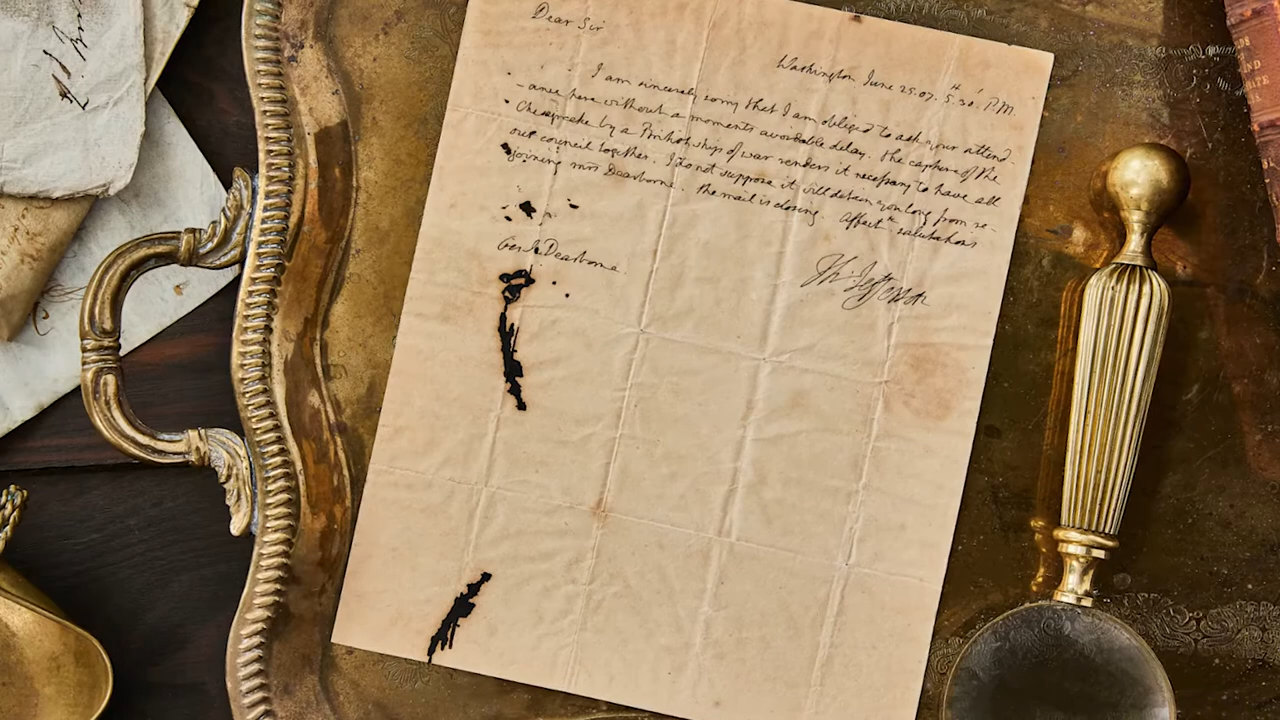 Dear Sir
Washington June 25. 07. 5. 30.' P.M.
I am sincerely sorry that I am obliged to ask your attend-
-ance here without a moments avoidable delay. the capture of the
Chesapeake by a British ship of war renders it necessary to have all
our council together. I do not suppose it will detain you long from re-
joining mrs Dearborne. the mail is closing. Affect.te salutations
Th. Jefferson
Genl. Dearborne.